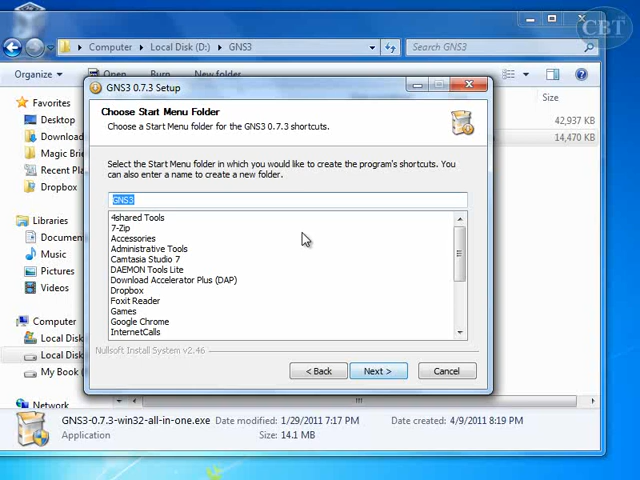 CBT
Computer ▸ Local Disk (D:) ▸ GNS3
Search GNS3
Organize
Open
Burn
New folder
Size
Favorites
Desktop
Magic
Recent
Dropbox
Libraries
Music
Pictures
Videos
Computer
Local
Local Disk
My Book
Network
42,937 KB
14,470 KB
GNS3 0.7.3 Setup
Choose Start Menu Folder
Choose a Start Menu folder for the GNS3 0.7.3 shortcuts.
Select the Start Menu folder in which you would like to create the program's shortcuts. You
can also enter a name to create a new folder.
GNS3
4shared Tools
7-Zip
Accessories
Administrative Tools
Camtasia Studio 7
DAEMON Tools Lite
Download Accelerator Plus (DAP)
Dropbox
Foxit Reader
Games
Google Chrome
InternetCalls
Nullsoft Install System v2.46
< Back
Next >
Cancel
GNS3-0.7.3-win32-all-in-one.exe Date modified: 1/29/2011 7:17 PM Date created: 4/9/2011 8:19 PM
Application Size: 14.1 MB